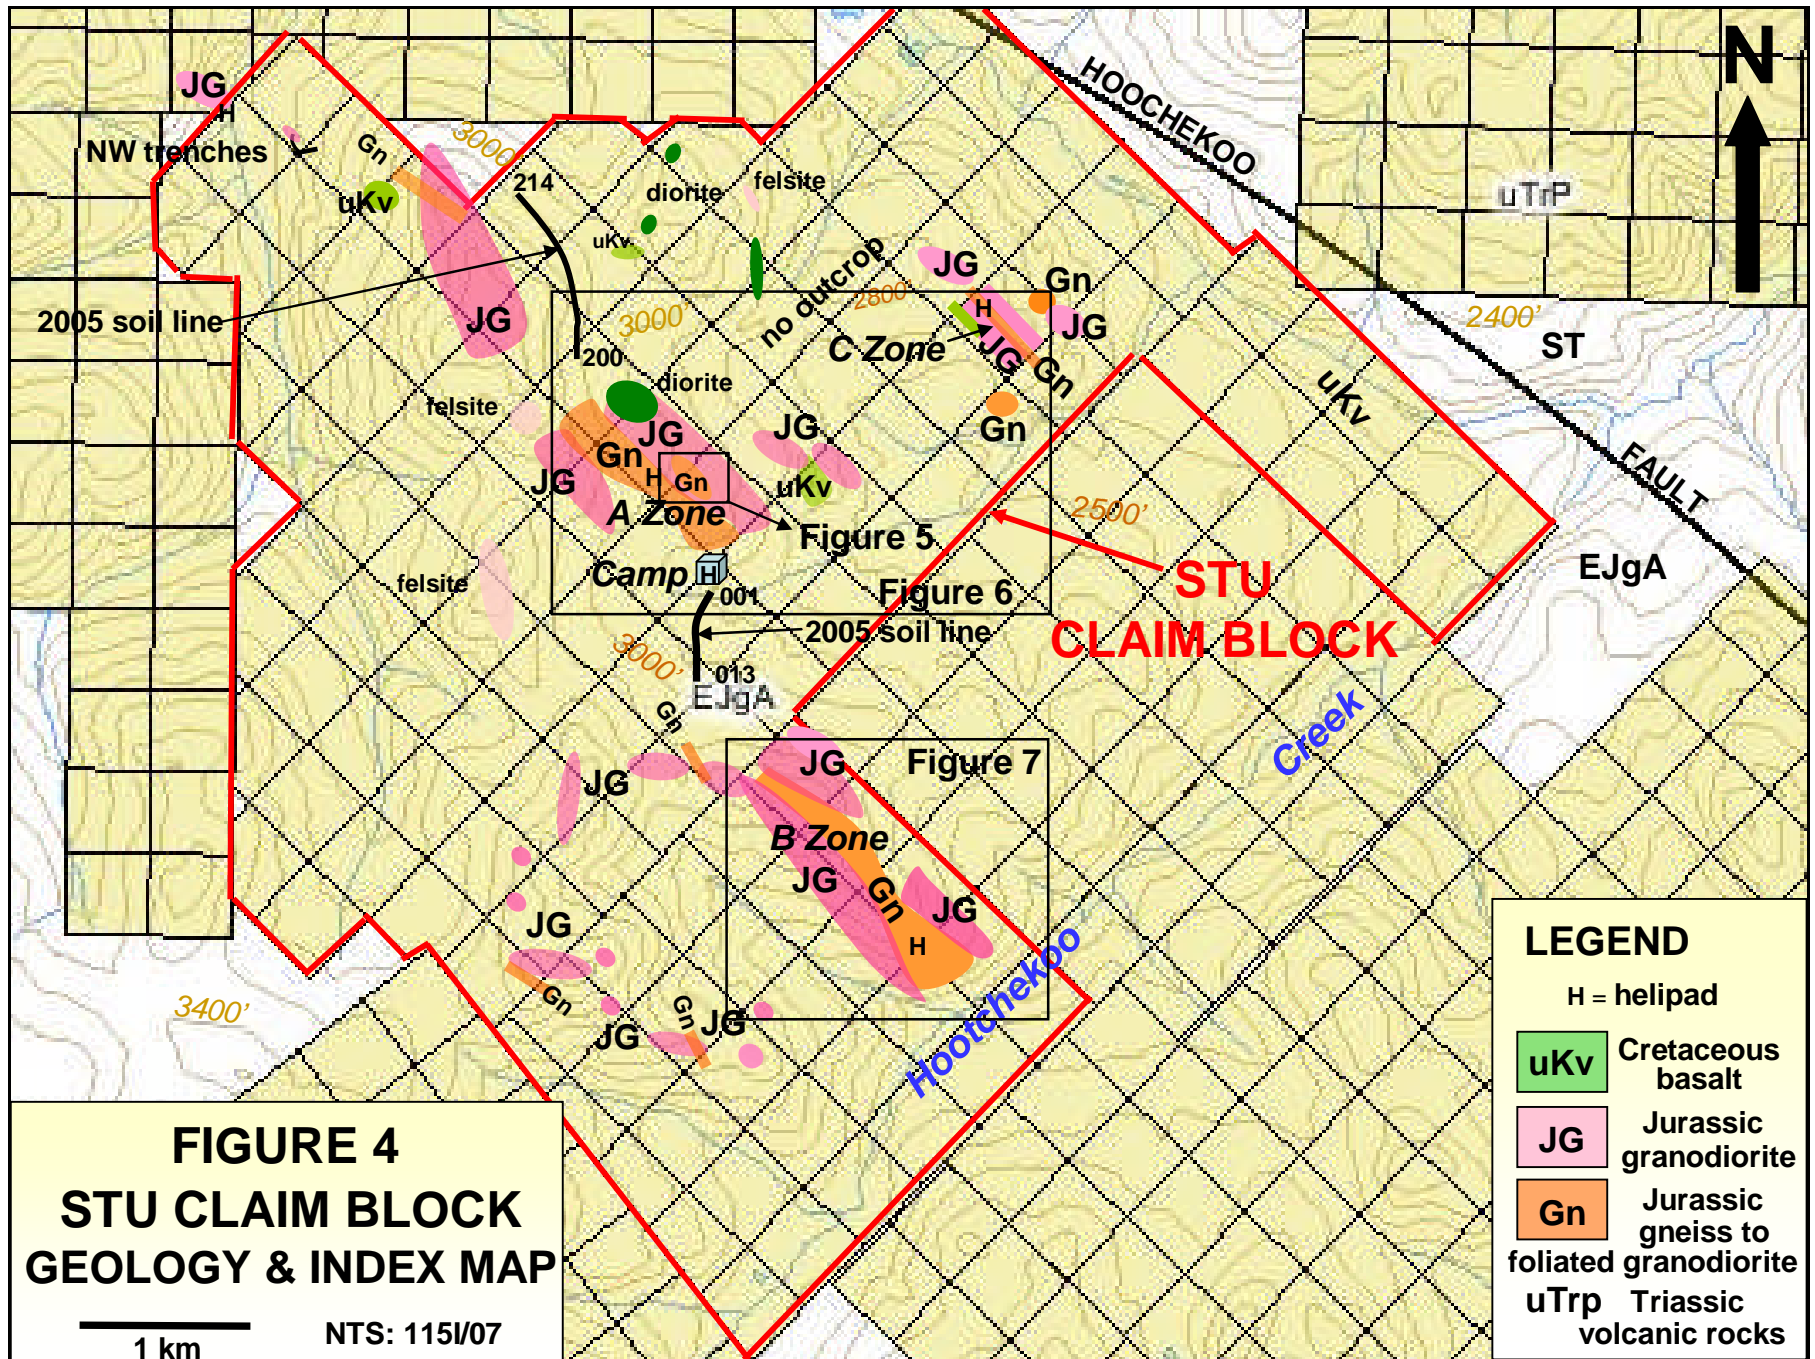 N
HOOCHEKOO
JG
H
NW trenches
Gn
3000'
uKv
214
diorite
felsite
uTrP
uKv
no outcrop
2800'
JG
Gn
H
JG
JG
2005 soil line
3000'
C Zone
JG
Gn
2400'
ST
200
diorite
felsite
uKv
JG
JG
Gn
Gn
H
Gn
uKv
JG
A Zone
2500'
FAULT
Figure 5
Camp
H
001
Figure 6
STU
CLAIM BLOCK
EJgA
felsite
2005 soil line
3000'
013
EJgA
Gn
JG
Figure 7
JG
Creek
B Zone
JG
Gn
JG
JG
H
Hootchekoo
Gn
3400'
Gn
JG
JG
FIGURE 4
STU CLAIM BLOCK
GEOLOGY & INDEX MAP
1 km
NTS: 115I/07
LEGEND
H = helipad
uKv Cretaceous
basalt
JG Jurassic
granodiorite
Gn Jurassic
gneiss to
foliated granodiorite
uTrp Triassic
volcanic rocks